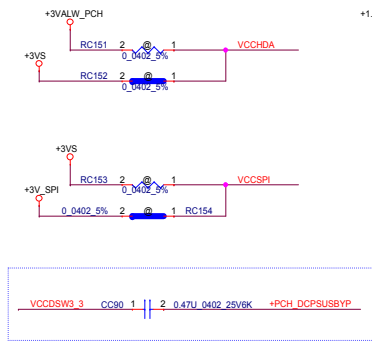 +3VALW_PCH
+1.
RC151 2 @ 1 VCCHDA
0_0402_5%
+3VS
RC152 2 @ 1
0_0402_5%
+3VS
RC153 2 @ 1 VCCSPI
0_0402_5%
+3V_SPI
0_0402_5% 2 @ 1 RC154
VCCDSW3_3 CC90 1 2 0.47U_0402_25V6K +PCH_DCPSUSBYP